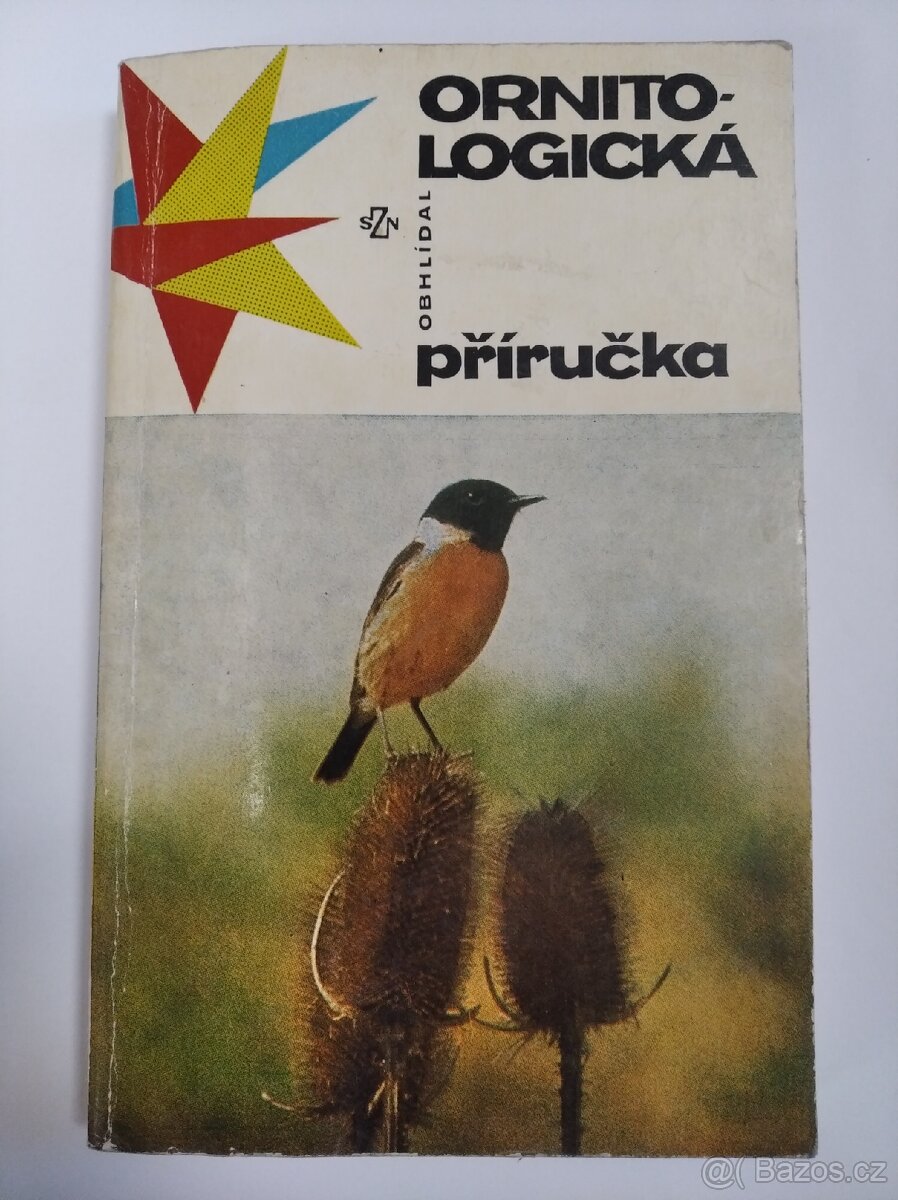 ORNITO-
LOGICKÁ
SZN
OBHLÍDAL
příručka
@( Bazos.cz